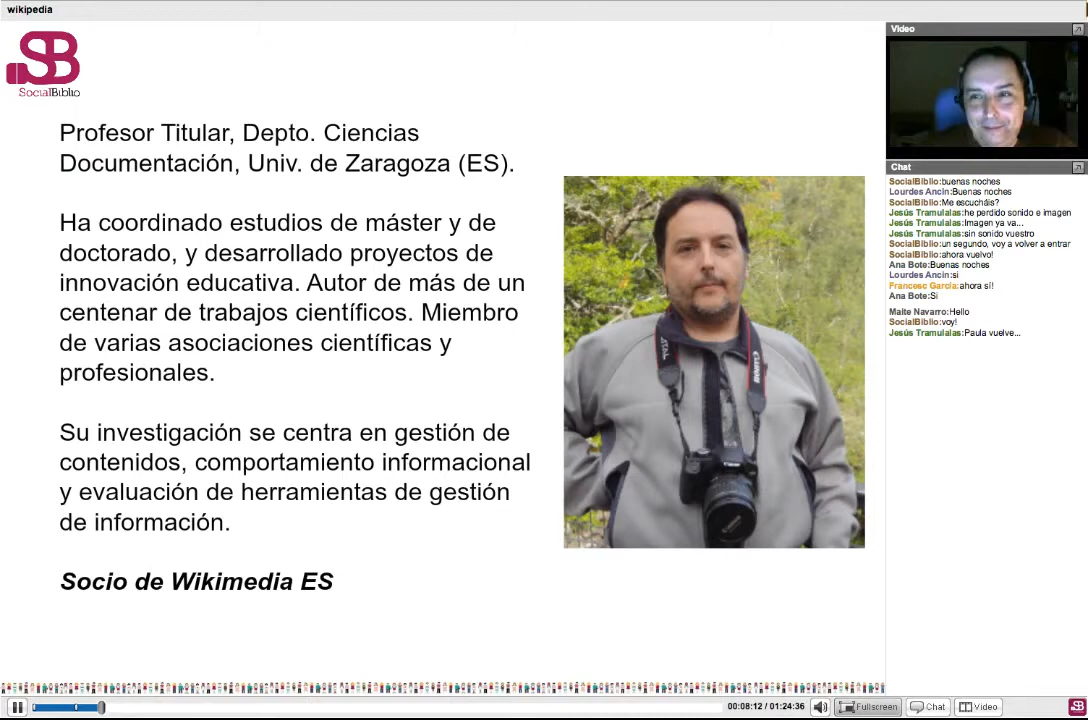 wikipedia
SB
SocialBiblio
Profesor Titular, Depto. Ciencias
Documentación, Univ. de Zaragoza (ES).
Ha coordinado estudios de máster y de
doctorado, y desarrollado proyectos de
innovación educativa. Autor de más de un
centenar de trabajos científicos. Miembro
de varias asociaciones científicas y
profesionales.
Su investigación se centra en gestión de
contenidos, comportamiento informacional
y evaluación de herramientas de gestión
de información.
Socio de Wikimedia ES
Canon
Video
Chat
SocialBiblio:buenas noches
Lourdes Ancín:Buenas noches
SocialBiblio:Me escucháis?
Jesús Tramulalas:he perdido sonido e imagen
Jesús Tramulalas:Imagen ya va...
Jesús Tramulalas:sin sonido vuestro
SocialBiblio:un segundo, voy a volver a entrar
SocialBiblio:ahora vuelvo!
Ana Bote:Buenas noches
Lourdes Ancín:si
Francesc García:ahora sí!
Ana Bote:Si
Maite Navarro:Hello
SocialBiblio:voy!
Jesús Tramulalas:Paula vuelve...
00:08:12 / 01:24:36
Fullscreen
Chat
Video
SB